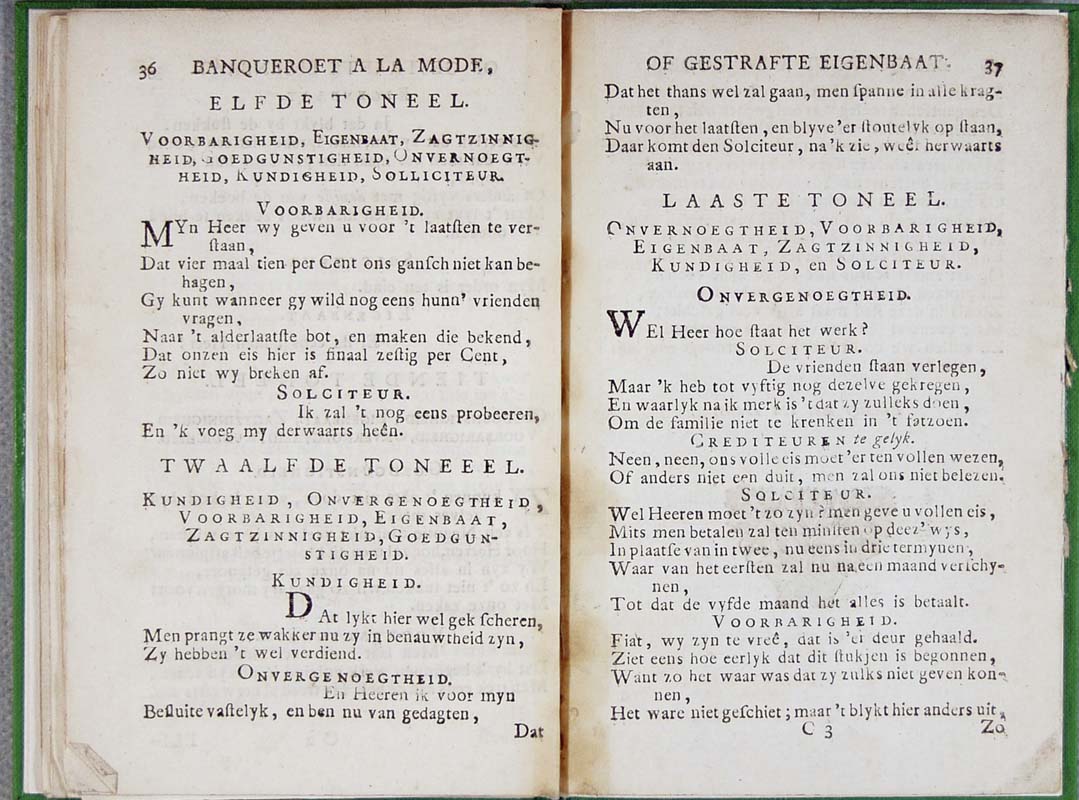 36 BANQUEROET A LA MODE,
ELFDE TONEEL.
VOORBARIGHEID, EIGENBAAT, ZAGTZINNIG-
HEID, GOEDGUNSTIGHEID, ONVERNOEGT-
HEID, KUNDIGHEID, SOLLICITEUR.
VOORBARIGHEID.
MYn Heer wy geven u voor 't laatſten te ver-
ſtaan,
Dat vier maal tien per Cent ons ganſch niet kan be-
hagen,
Gy kunt wanneer gy wild nog eens hunn' vrienden
vragen,
Naar 't alderlaatſte bot, en maken die bekend,
Dat onzen eis hier is finaal zeſtig per Cent,
Zo niet wy breken af.
SOLCITEUR.
Ik zal 't nog eens probeeren,
En 'k voeg my derwaarts heên.
TWAALFDE TONEEEL.
KUNDIGHEID, ONVERGENOEGTHEID,
VOORBARIGHEID, EIGENBAAT,
ZAGTZINNIGHEID, GOEDGUN-
STIGHEID.
KUNDIGHEID.
DAt lykt hier wel gek ſcheren,
Men prangt ze wakker nu zy in benauwtheid zyn,
Zy hebben 't wel verdiend.
ONVERGENOEGTHEID.
En Heeren ik voor myn
Beſluite vaſtelyk, en ben nu van gedagten,
Dat
OF GESTRAFTE EIGENBAAT. 37
Dat het thans wel zal gaan, men ſpanne in alle krag-
ten,
Nu voor het laatſten, en blyve 'er ſtoutelyk op ſtaan,
Daar komt den Solciteur, na 'k zie, weêr herwaarts
aan.
LAASTE TONEEL.
ONVERNOEGTHEID, VOORBARIGHEID,
EIGENBAAT, ZAGTZINNIGHEID,
KUNDIGHEID, en SOLCITEUR.
ONVERGENOEGTHEID.
WEl Heer hoe ſtaat het werk?
SOLCITEUR.
De vrienden ſtaan verlegen,
Maar 'k heb tot vyftig nog dezelve gekregen,
En waarlyk na ik merk is 't dat zy zulleks doen,
Om de familie niet te krenken in 't fatzoen.
CREDITEUREN te gelyk.
Neen, neen, ons volle eis moet 'er ten vollen wezen,
Of anders niet een duit, men zal ons niet belezen.
SOLCITEUR.
Wel Heeren moet 't zo zyn? men geve u vollen eis,
Mits men betalen zal ten minſten op deez' wys,
In plaatſe van in twee, nu eens in drie termynen,
Waar van het eerſten zal nu na een maand verſchy-
nen,
Tot dat de vyfde maand het alles is betaalt.
VOORBARIGHEID.
Fiat, wy zyn te vreê, dat is 'er deur gehaald.
Ziet eens hoe eerlyk dat dit ſtukjen is begonnen,
Want zo het waar was dat zy zulks niet geven kon-
nen,
Het ware niet geſchiet; maar 't blykt hier anders uit,
C 3 Zo